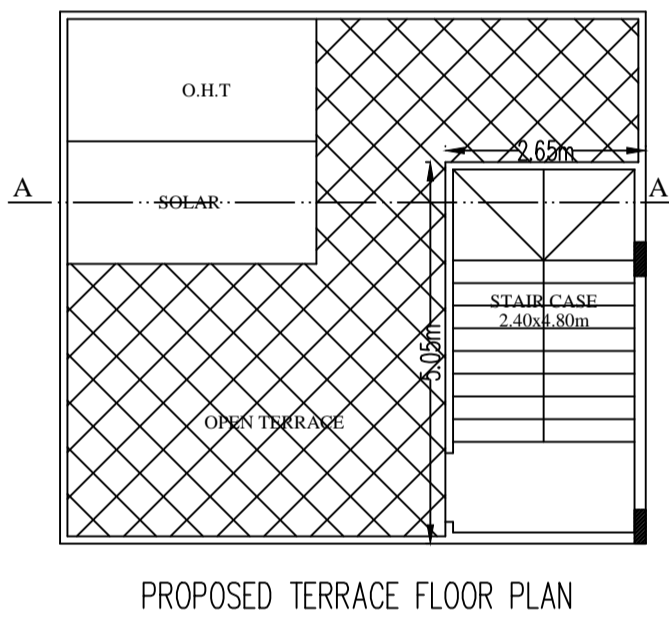 O.H.T
2.65m
A
SOLAR
A
STAIR CASE
2.40x4.80m
5.05m
OPEN TERRACE
PROPOSED TERRACE FLOOR PLAN